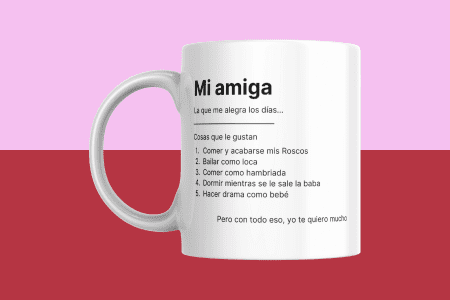 Mi amiga
La que me alegra los días...
Cosas que le gustan
1. Comer y acabarse mis Roscos
2. Bailar como loca
3. Comer como hambriada
4. Dormir mientras se le sale la baba
5. Hacer drama como bebé
Pero con todo eso, yo te quiero mucho